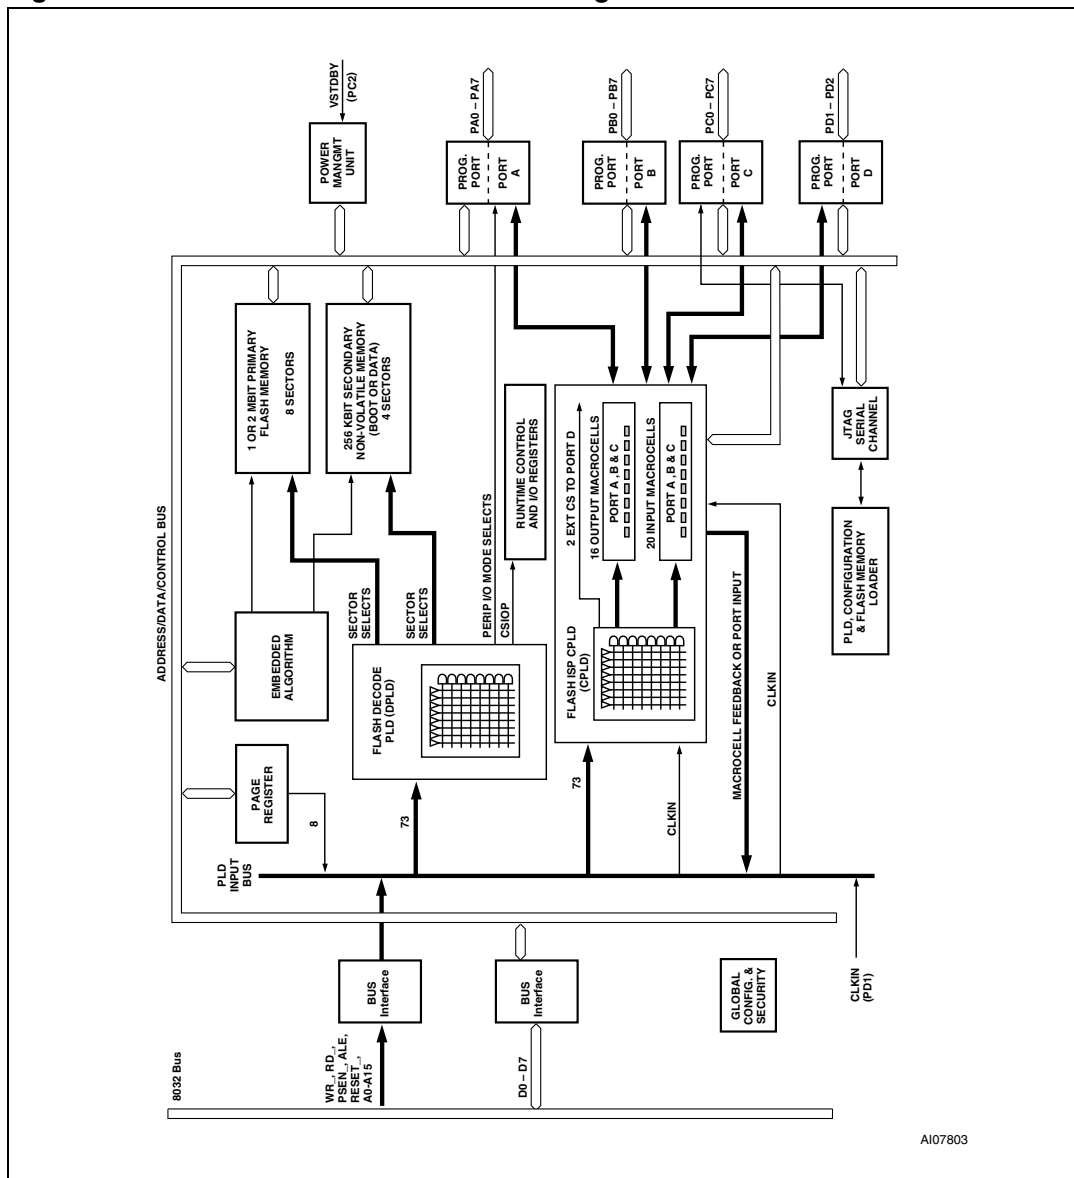 VSTDBY
(PC2)
PA0 – PA7
PB0 – PB7
PC0 – PC7
PD1 – PD2
POWER
MANGMT
UNIT
PROG.
PORT
PORT
A
PROG.
PORT
PORT
B
PROG.
PORT
PORT
C
PROG.
PORT
PORT
D
ADDRESS/DATA/CONTROL BUS
1 OR 2 MBIT PRIMARY
FLASH MEMORY
8 SECTORS
256 KBIT SECONDARY
NON-VOLATILE MEMORY
(BOOT OR DATA)
4 SECTORS
RUNTIME CONTROL
AND I/O REGISTERS
2 EXT CS TO PORT D
16 OUTPUT MACROCELLS
PORT A, B & C
20 INPUT MACROCELLS
PORT A, B & C
JTAG
SERIAL
CHANNEL
PLD, CONFIGURATION
& FLASH MEMORY
LOADER
EMBEDDED
ALGORITHM
SECTOR
SELECTS
SECTOR
SELECTS
PERIP I/O MODE SELECTS
CSIOP
FLASH DECODE
PLD (DPLD)
FLASH ISP CPLD
(CPLD)
MACROCELL FEEDBACK OR PORT INPUT
CLKIN
PAGE
REGISTER
8
73
73
CLKIN
PLD
INPUT
BUS
BUS
Interface
BUS
Interface
GLOBAL
CONFIG. &
SECURITY
CLKIN
(PD1)
8032 Bus
WR_, RD_,
PSEN_, ALE,
RESET_,
A0-A15
D0 – D7
AI07803